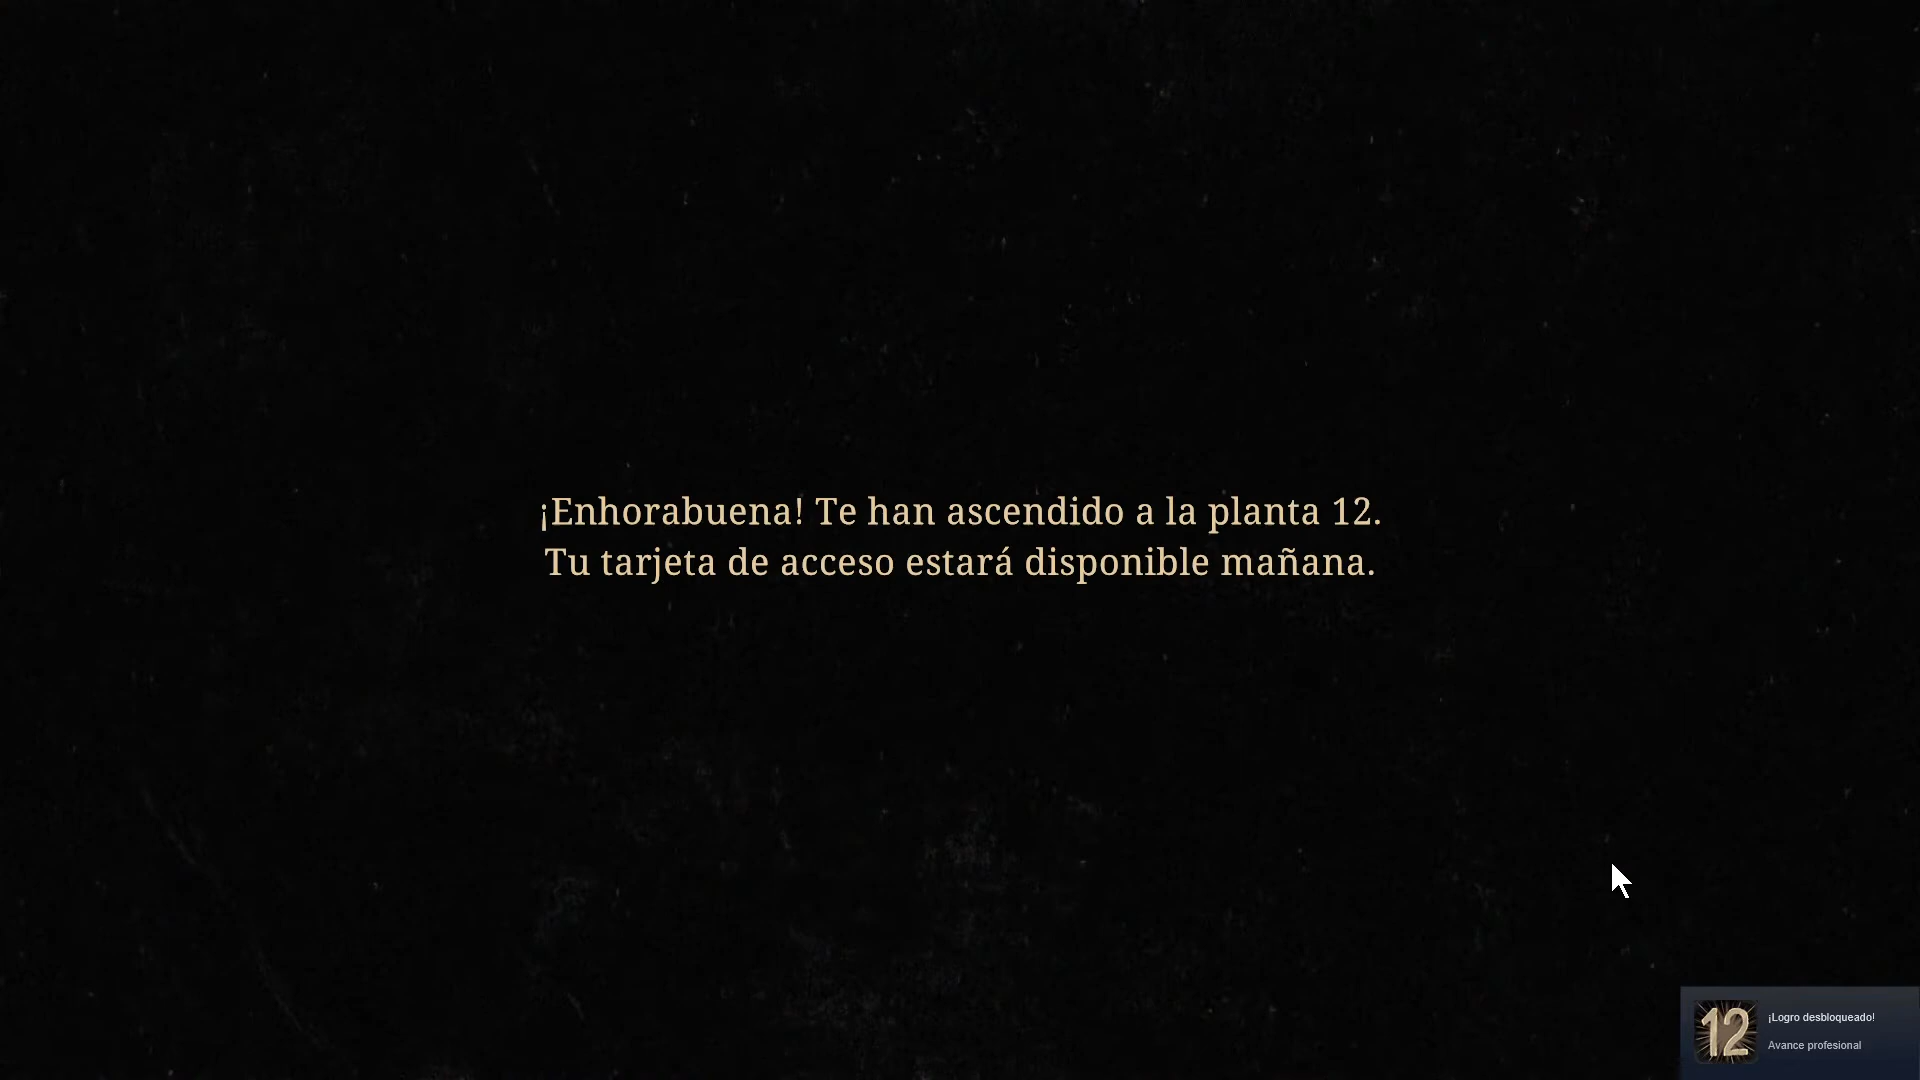 ¡Enhorabuena! Te han ascendido a la planta 12.
Tu tarjeta de acceso estará disponible mañana.
12
¡Logro desbloqueado!
Avance profesional